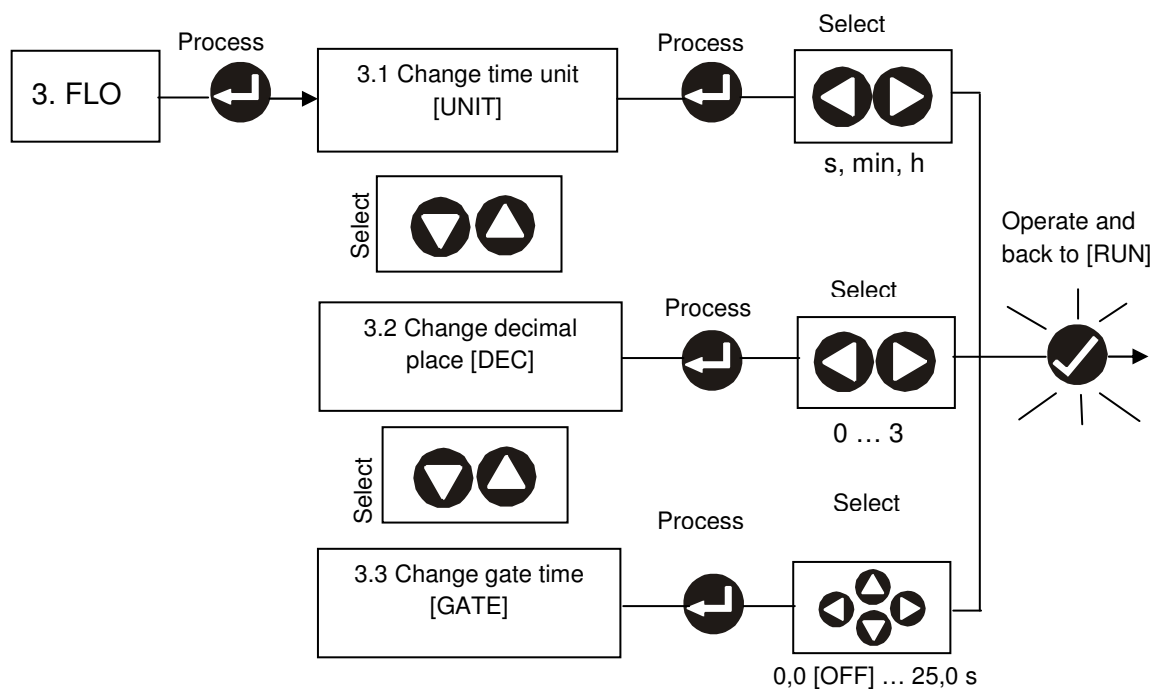 Process
3. FLO
3.1 Change time unit
[UNIT]
Process
Select
s, min, h
Select
3.2 Change decimal
place [DEC]
Process
Select
0 … 3
Operate and
back to [RUN]
Select
3.3 Change gate time
[GATE]
Process
Select
0,0 [OFF] … 25,0 s